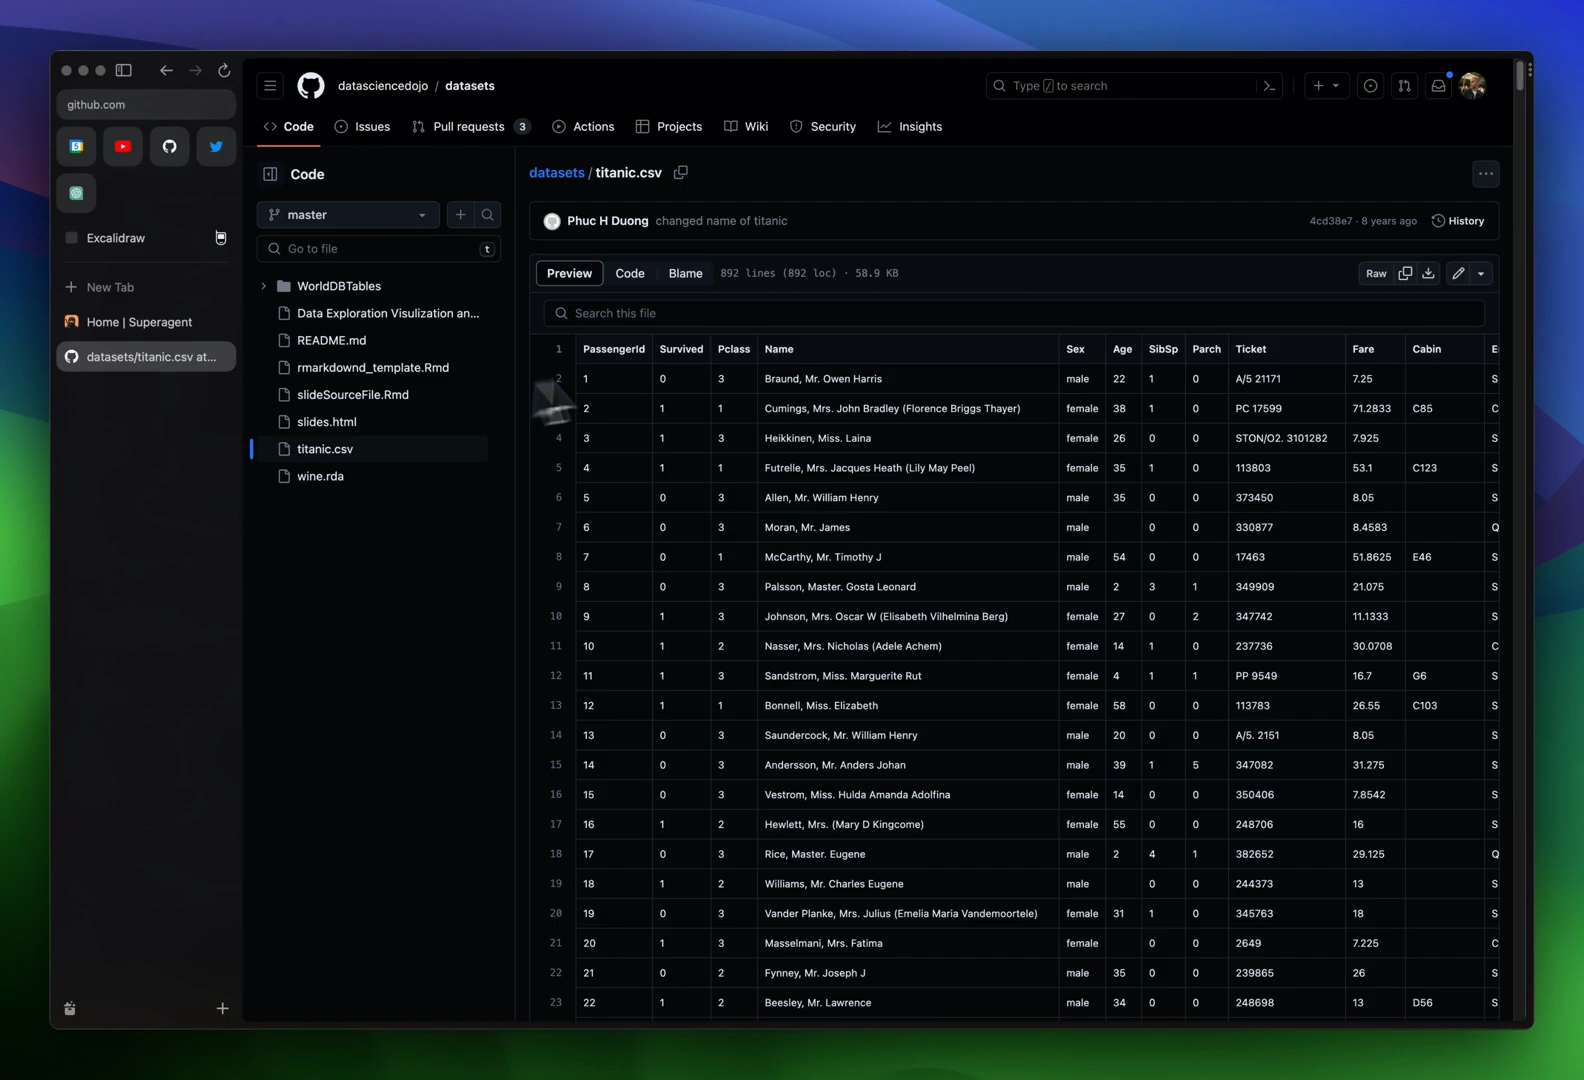 github.com
5
Excalidraw
New Tab
Home | Superagent
datasets/titanic.csv at...
datasciencedojo / datasets
Type / to search
Code Issues Pull requests 3 Actions Projects Wiki Security Insights
Code
master
Go to file t
WorldDBTables
Data Exploration Visulization an...
README.md
rmarkdownd_template.Rmd
slideSourceFile.Rmd
slides.html
titanic.csv
wine.rda
datasets / titanic.csv
Phuc H Duong changed name of titanic 4cd38e7 · 8 years ago History
Preview Code Blame 892 lines (892 loc) · 58.9 KB Raw
Search this file
1 PassengerId Survived Pclass Name Sex Age SibSp Parch Ticket Fare Cabin
2 1 0 3 Braund, Mr. Owen Harris male 22 1 0 A/5 21171 7.25 S
2 1 1 Cumings, Mrs. John Bradley (Florence Briggs Thayer) female 38 1 0 PC 17599 71.2833 C85 C
4 3 1 3 Heikkinen, Miss. Laina female 26 0 0 STON/O2. 3101282 7.925 S
5 4 1 1 Futrelle, Mrs. Jacques Heath (Lily May Peel) female 35 1 0 113803 53.1 C123 S
6 5 0 3 Allen, Mr. William Henry male 35 0 0 373450 8.05 S
7 6 0 3 Moran, Mr. James male 0 0 330877 8.4583 Q
8 7 0 1 McCarthy, Mr. Timothy J male 54 0 0 17463 51.8625 E46 S
9 8 0 3 Palsson, Master. Gosta Leonard male 2 3 1 349909 21.075 S
10 9 1 3 Johnson, Mrs. Oscar W (Elisabeth Vilhelmina Berg) female 27 0 2 347742 11.1333 S
11 10 1 2 Nasser, Mrs. Nicholas (Adele Achem) female 14 1 0 237736 30.0708 C
12 11 1 3 Sandstrom, Miss. Marguerite Rut female 4 1 1 PP 9549 16.7 G6 S
13 12 1 1 Bonnell, Miss. Elizabeth female 58 0 0 113783 26.55 C103 S
14 13 0 3 Saundercock, Mr. William Henry male 20 0 0 A/5. 2151 8.05 S
15 14 0 3 Andersson, Mr. Anders Johan male 39 1 5 347082 31.275 S
16 15 0 3 Vestrom, Miss. Hulda Amanda Adolfina female 14 0 0 350406 7.8542 S
17 16 1 2 Hewlett, Mrs. (Mary D Kingcome) female 55 0 0 248706 16 S
18 17 0 3 Rice, Master. Eugene male 2 4 1 382652 29.125 Q
19 18 1 2 Williams, Mr. Charles Eugene male 0 0 244373 13 S
20 19 0 3 Vander Planke, Mrs. Julius (Emelia Maria Vandemoortele) female 31 1 0 345763 18 S
21 20 1 3 Masselmani, Mrs. Fatima female 0 0 2649 7.225 C
22 21 0 2 Fynney, Mr. Joseph J male 35 0 0 239865 26 S
23 22 1 2 Beesley, Mr. Lawrence male 34 0 0 248698 13 D56 S